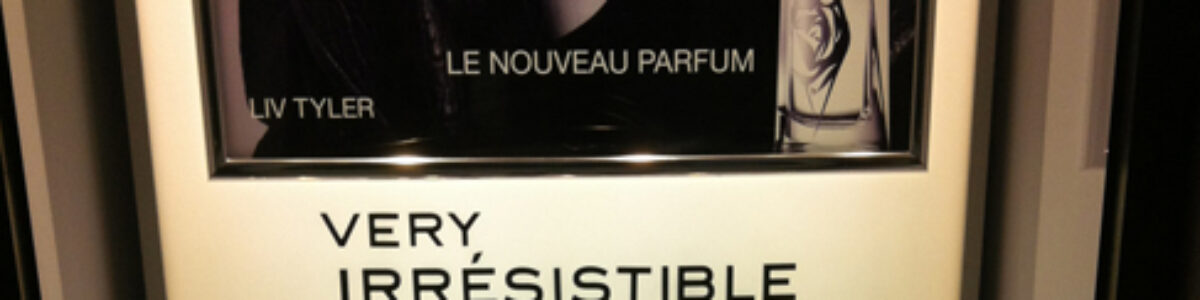 LE NOUVEAU PARFUM
LIV TYLER
VERY
IRRÉSISTIBLE